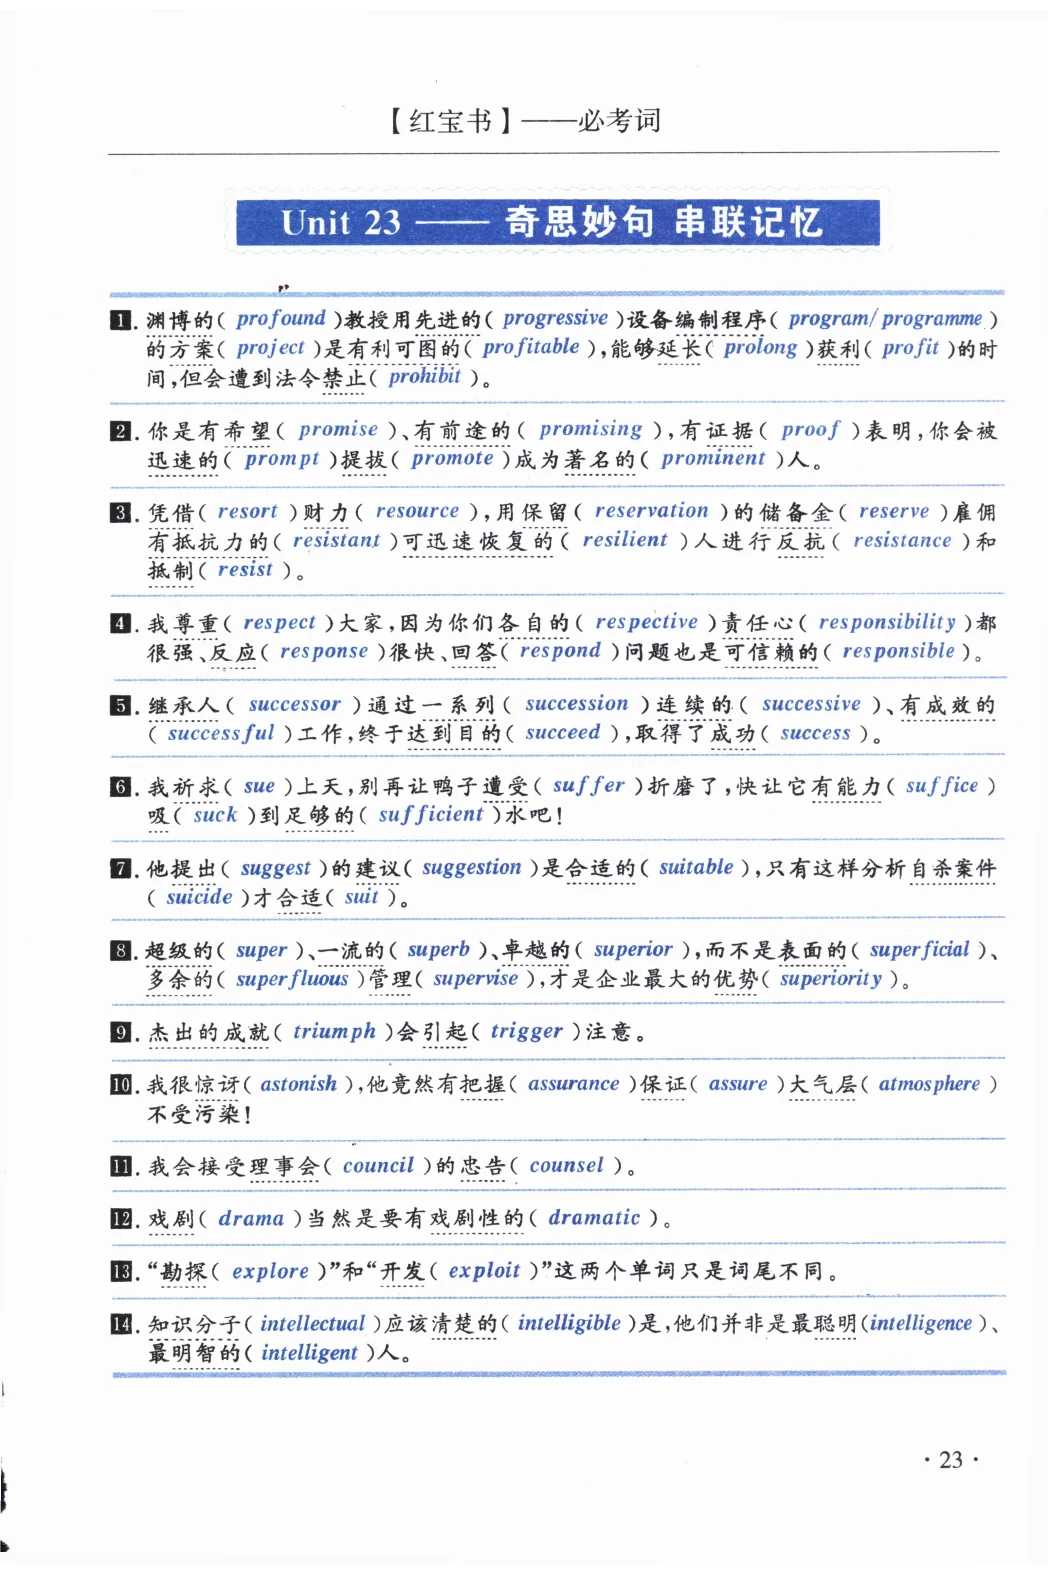 【红宝书】——必考词
Unit 23 —— 奇思妙句 串联记忆
1. 渊博的( profound )教授用先进的( progressive )设备编制程序( program/programme )
的方案( project )是有利可图的( profitable ),能够延长( prolong )获利( profit )的时
间,但会遭到法令禁止( prohibit )。
2. 你是有希望( promise )、有前途的( promising ),有证据( proof )表明,你会被
迅速的( prompt )提拔( promote )成为著名的( prominent )人。
3. 凭借( resort )财力( resource ),用保留( reservation )的储备金( reserve )雇佣
有抵抗力的( resistant )可迅速恢复的( resilient )人进行反抗( resistance )和
抵制( resist )。
4. 我尊重( respect )大家,因为你们各自的( respective )责任心( responsibility )都
很强、反应( response )很快、回答( respond )问题也是可信赖的( responsible )。
5. 继承人( successor )通过一系列( succession )连续的( successive )、有成效的
( successful )工作,终于达到目的( succeed ),取得了成功( success )。
6. 我祈求( sue )上天,别再让鸭子遭受( suffer )折磨了,快让它有能力( suffice )
吸( suck )到足够的( sufficient )水吧!
7. 他提出( suggest )的建议( suggestion )是合适的( suitable ),只有这样分析自杀案件
( suicide )才合适( suit )。
8. 超级的( super )、一流的( superb )、卓越的( superior ),而不是表面的( superficial )、
多余的( superfluous )管理( supervise ),才是企业最大的优势( superiority )。
9. 杰出的成就( triumph )会引起( trigger )注意。
10. 我很惊讶( astonish ),他竟然有把握( assurance )保证( assure )大气层( atmosphere )
不受污染!
11. 我会接受理事会( council )的忠告( counsel )。
12. 戏剧( drama )当然是要有戏剧性的( dramatic )。
13. “勘探( explore )”和“开发( exploit )”这两个单词只是词尾不同。
14. 知识分子( intellectual )应该清楚的( intelligible )是,他们并非是最聪明(intelligence )、
最明智的( intelligent )人。
· 23 ·